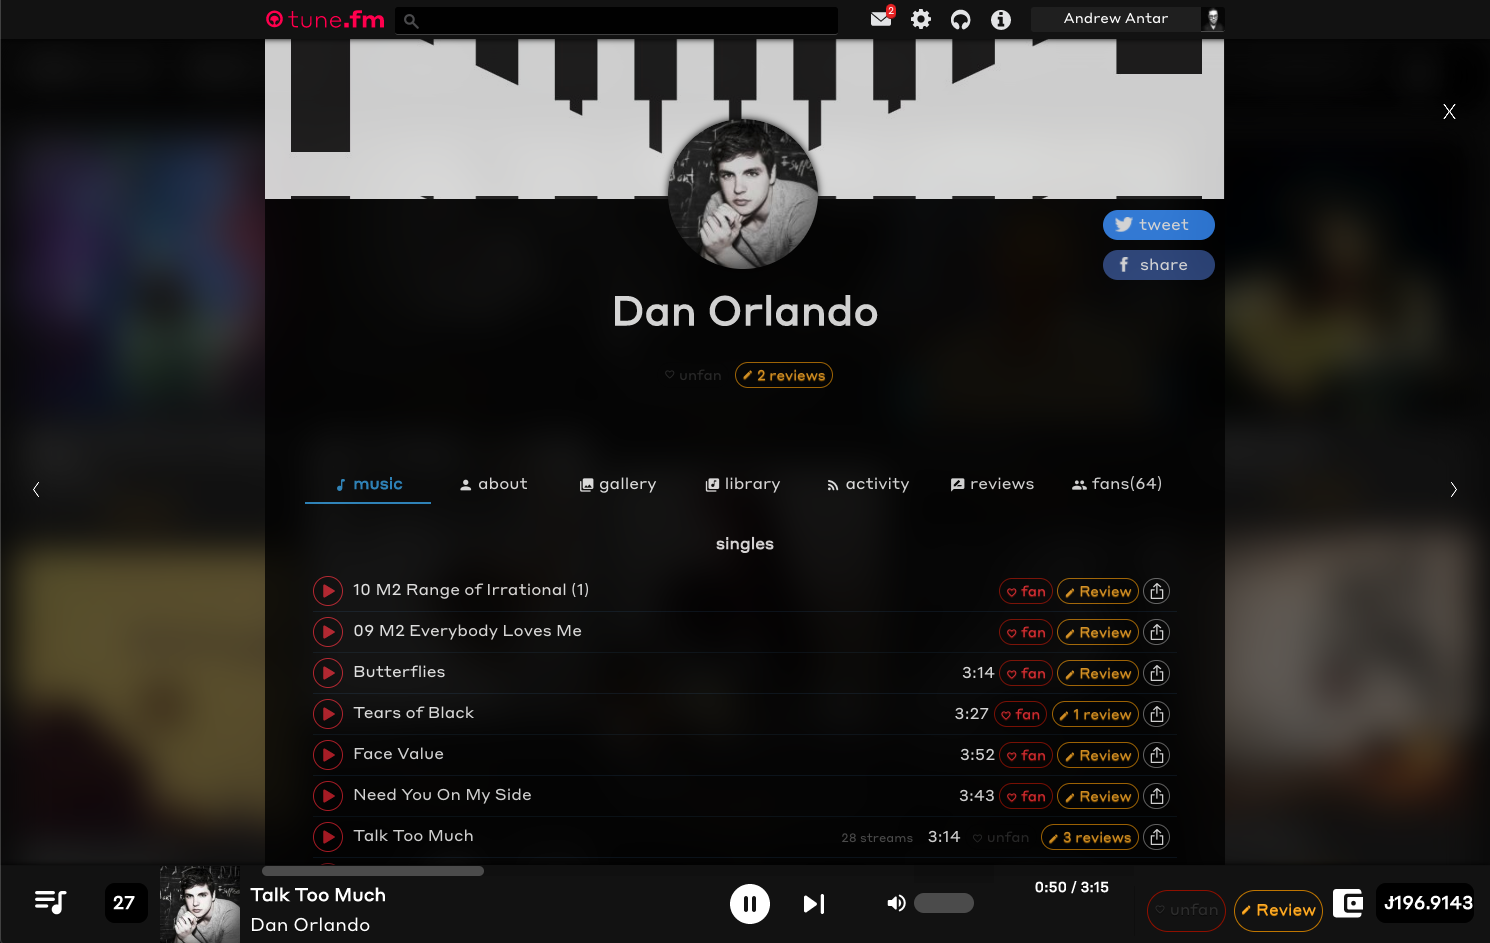 tune.fm
2
Andrew Antar
X
tweet
share
Dan Orlando
unfan
2 reviews
music
about
gallery
library
activity
reviews
fans(64)
singles
10 M2 Range of Irrational (1)
fan
Review
09 M2 Everybody Loves Me
fan
Review
Butterflies
3:14
fan
Review
Tears of Black
3:27
fan
1 review
Face Value
3:52
fan
Review
Need You On My Side
3:43
fan
Review
Talk Too Much
28 streams
3:14
unfan
3 reviews
27
Talk Too Much
Dan Orlando
0:50 / 3:15
unfan
Review
J196.9143